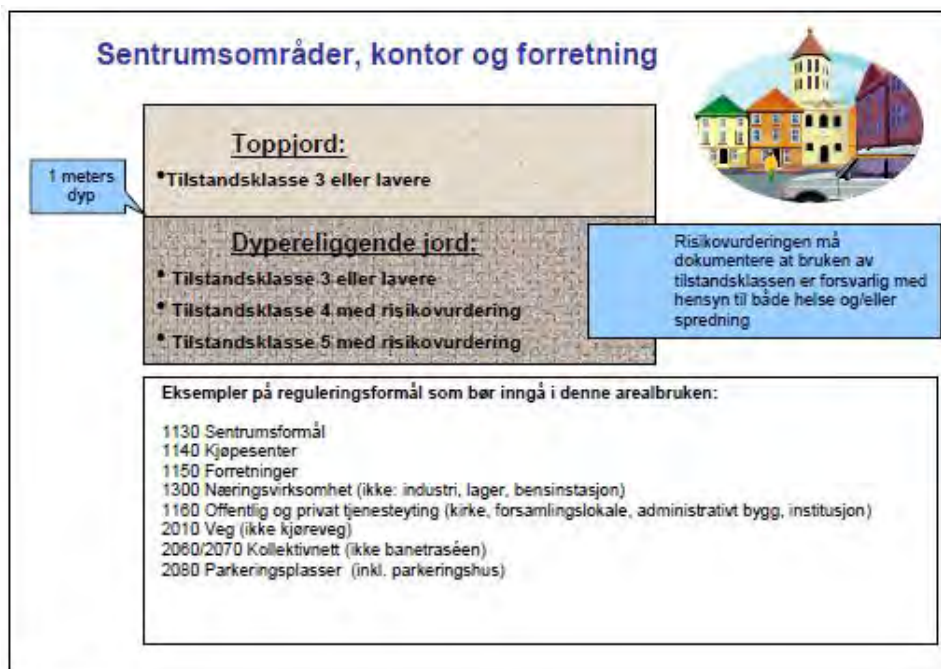 Sentrumsområder, kontor og forretning
1 meters
dyp
Toppjord:
•Tilstandsklasse 3 eller lavere
Dypereliggende jord:
• Tilstandsklasse 3 eller lavere
• Tilstandsklasse 4 med risikovurdering
• Tilstandsklasse 5 med risikovurdering
Risikovurderingen må
dokumentere at bruken av
tilstandsklassen er forsvarlig med
hensyn til både helse og/eller
spredning
Eksempler på reguleringsformål som bør inngå i denne arealbruken:
1130 Sentrumsformål
1140 Kjøpesenter
1150 Forretninger
1300 Næringsvirksomhet (ikke: industri, lager, bensinstasjon)
1160 Offentlig og privat tjenesteyting (kirke, forsamlingslokale, administrativt bygg, institusjon)
2010 Veg (ikke kjøreveg)
2060/2070 Kollektivnett (ikke banetraséen)
2080 Parkeringsplasser (inkl. parkeringshus)